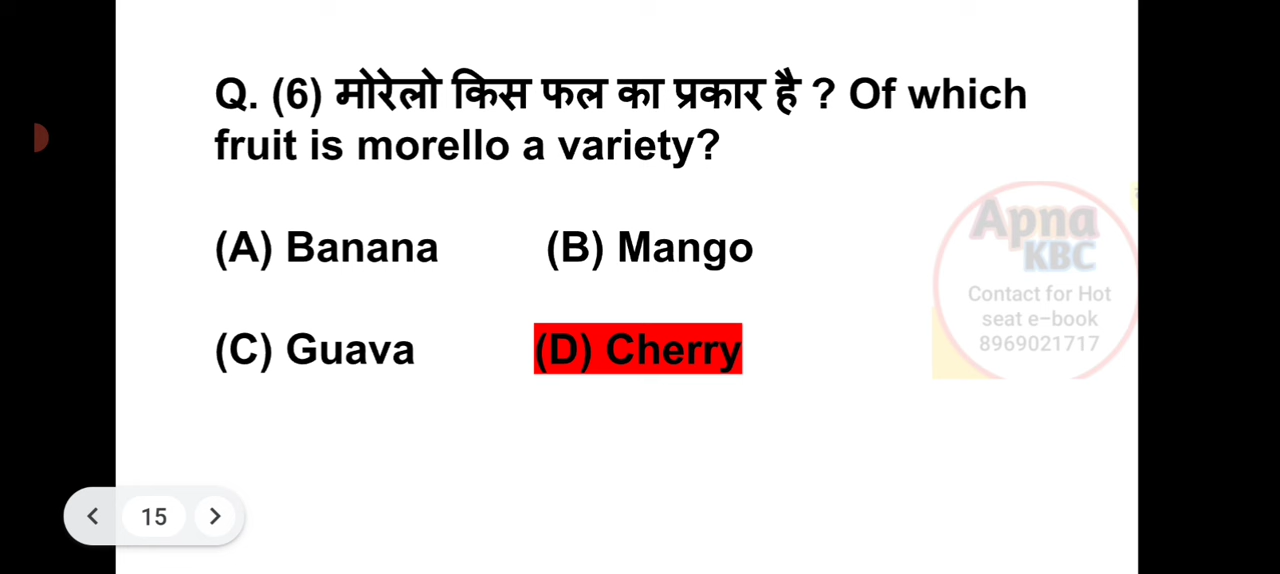 Q. (6) मोरेलो किस फल का प्रकार है ? Of which
fruit is morello a variety?
(A) Banana (B) Mango
(C) Guava (D) Cherry
Apna
KBC
Contact for Hot
seat e-book
8969021717
15